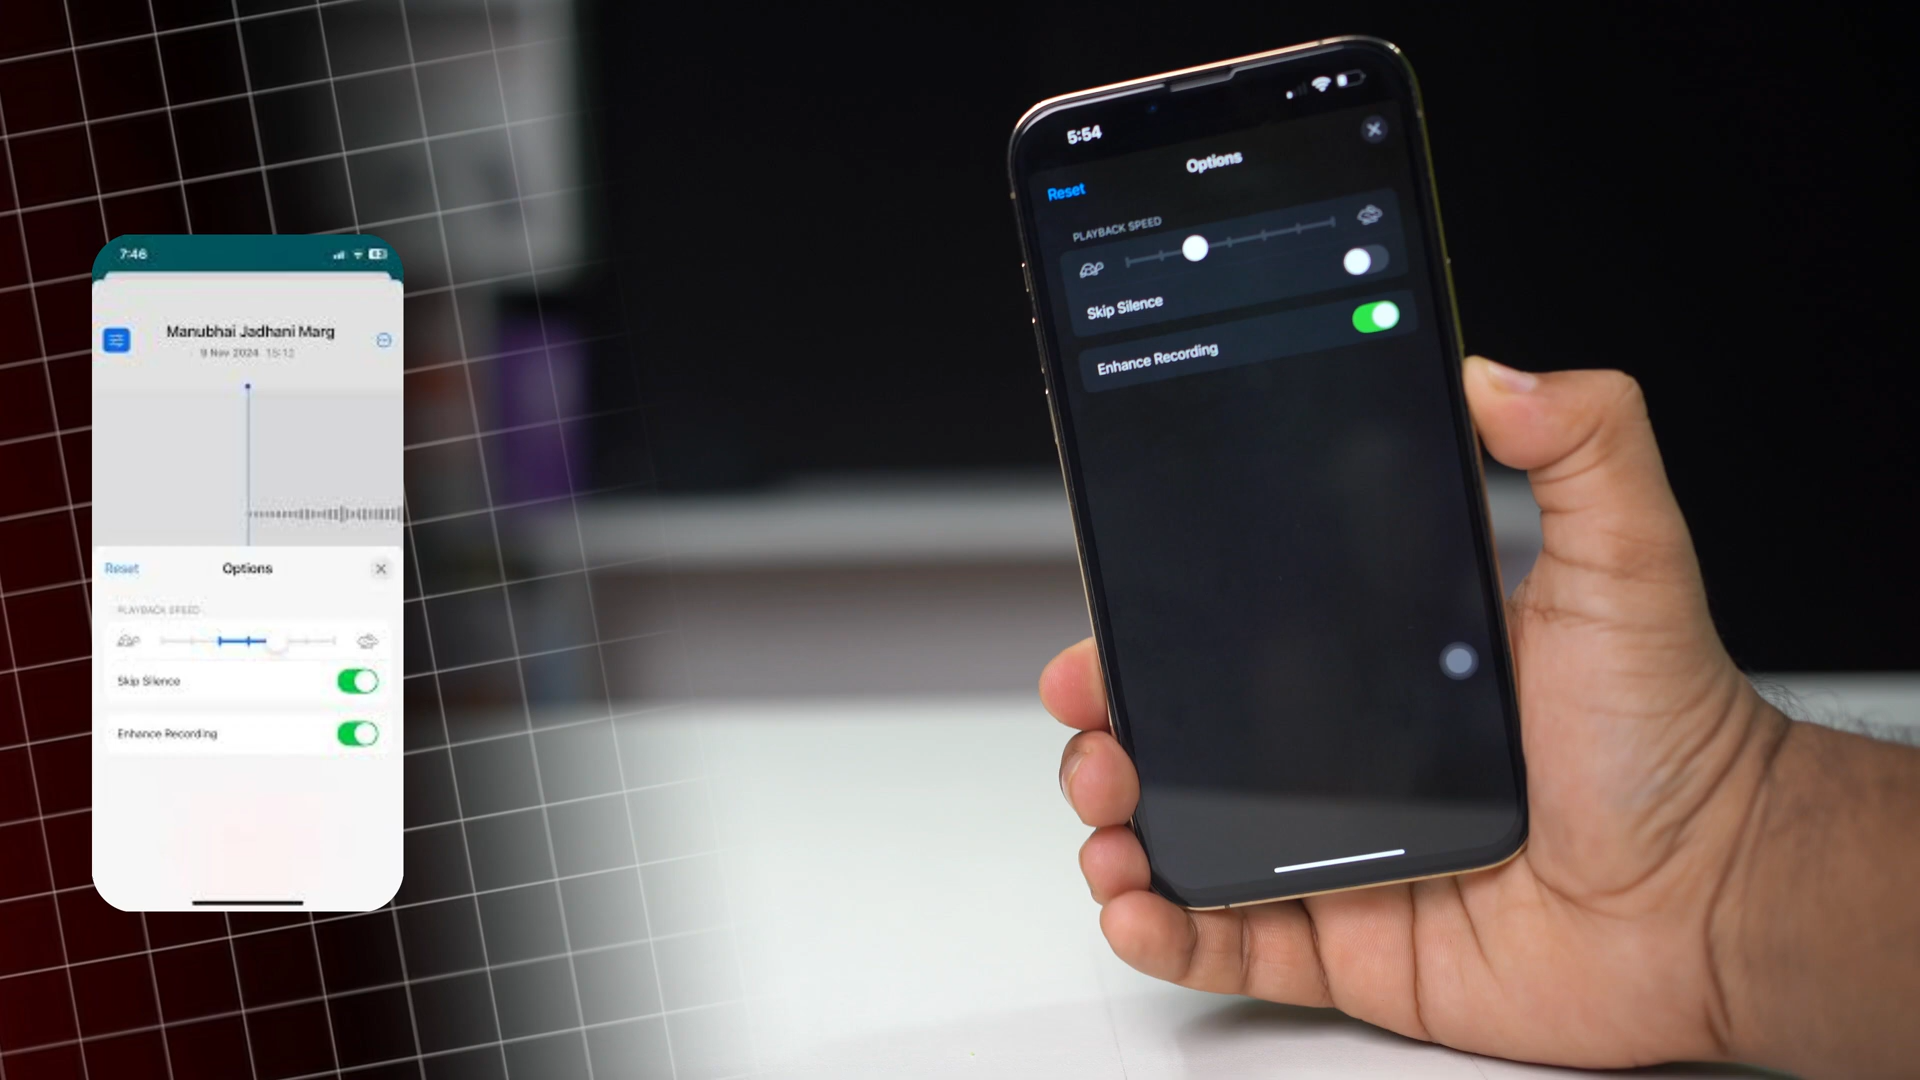 7:46
Manubhai Jadhani Marg
9 Nov 2024 15:12
Reset
Options
PLAYBACK SPEED
Skip Silence
Enhance Recording
5:54
Options
Reset
PLAYBACK SPEED
Skip Silence
Enhance Recording